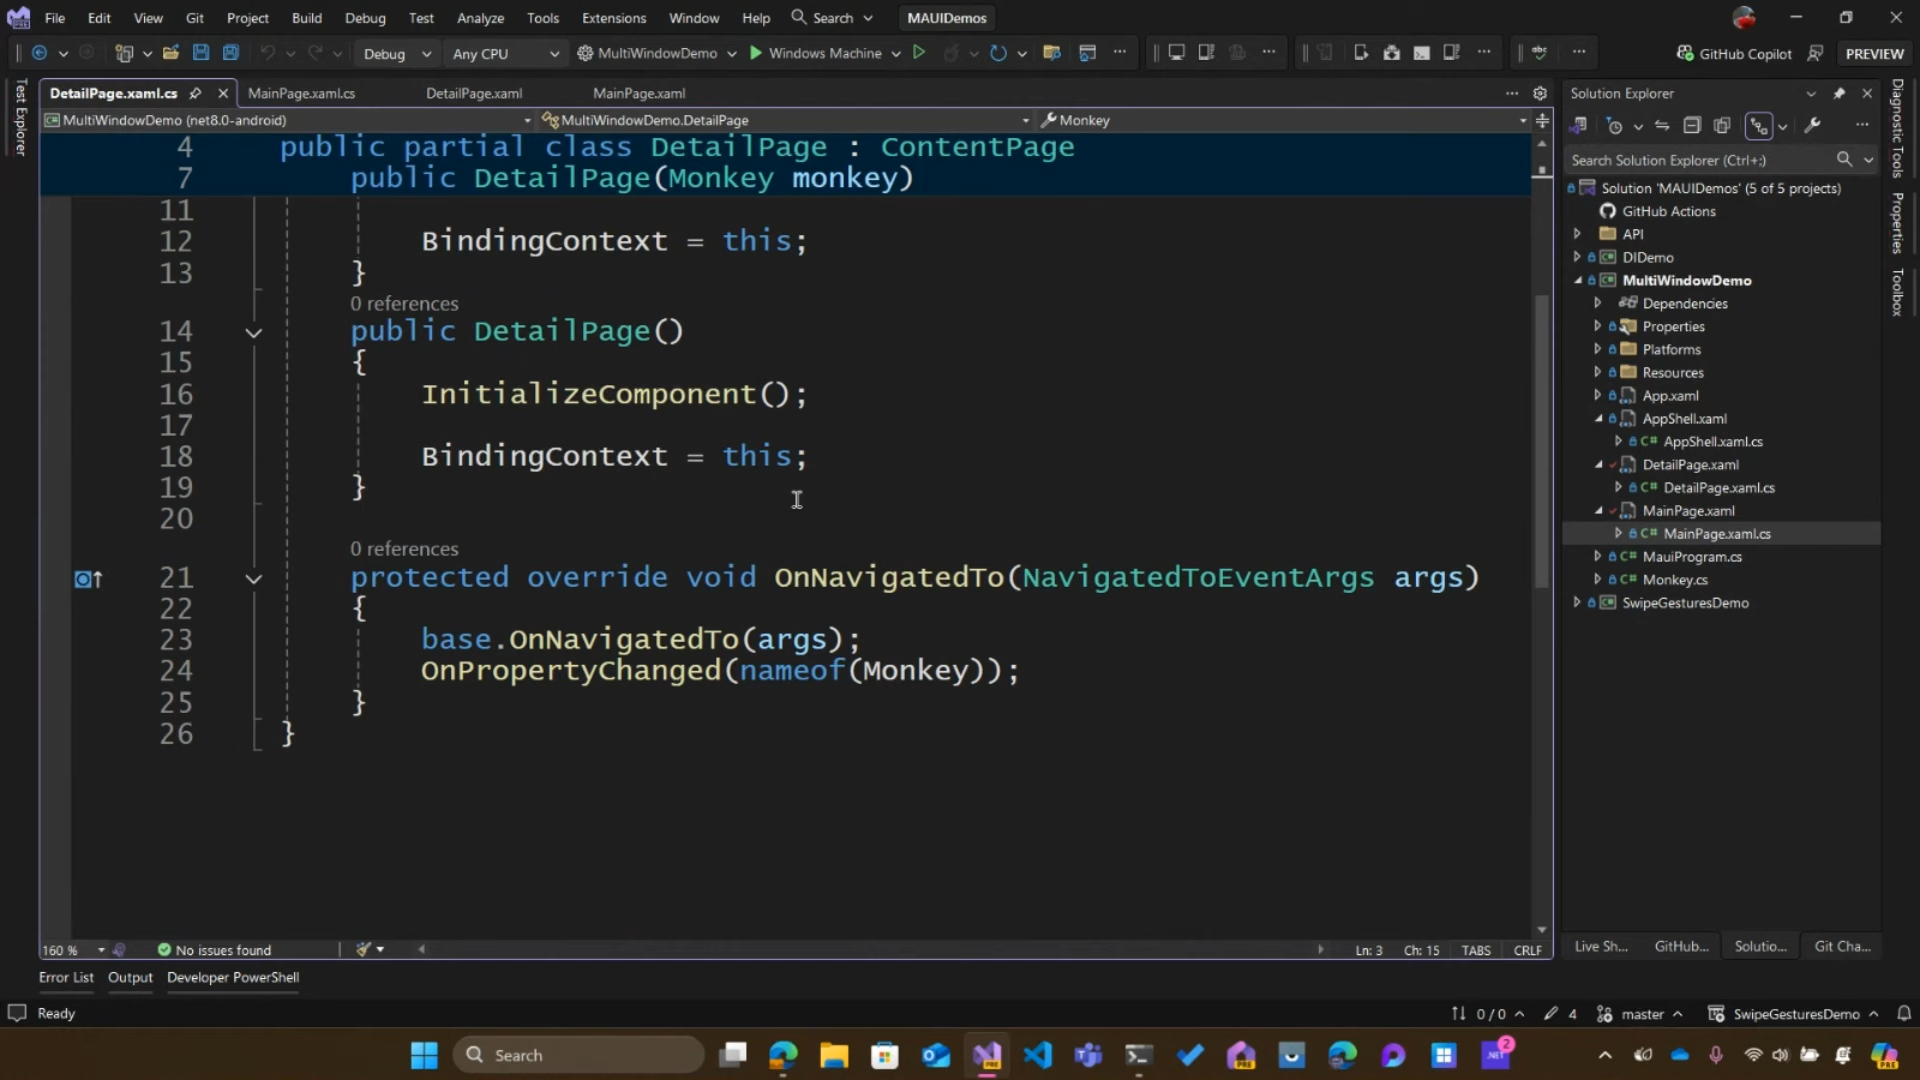 File Edit View Git Project Build Debug Test Analyze Tools Extensions Window Help Search MAUIDemos
Debug Any CPU MultiWindowDemo Windows Machine GitHub Copilot PREVIEW
Test Explorer
DetailPage.xaml.cs MainPage.xaml.cs DetailPage.xaml MainPage.xaml
MultiWindowDemo (net8.0-android) MultiWindowDemo.DetailPage Monkey
4 public partial class DetailPage : ContentPage
7 public DetailPage(Monkey monkey)
11
12 BindingContext = this;
13 }
0 references
14 public DetailPage()
15 {
16 InitializeComponent();
17
18 BindingContext = this;
19 }
20
0 references
21 protected override void OnNavigatedTo(NavigatedToEventArgs args)
22 {
23 base.OnNavigatedTo(args);
24 OnPropertyChanged(nameof(Monkey));
25 }
26 }
160 % No issues found Ln: 3 Ch: 15 TABS CRLF
Solution Explorer
Search Solution Explorer (Ctrl+;)
Solution 'MAUIDemos' (5 of 5 projects)
GitHub Actions
API
DIDemo
MultiWindowDemo
Dependencies
Properties
Platforms
Resources
App.xaml
AppShell.xaml
C# AppShell.xaml.cs
DetailPage.xaml
C# DetailPage.xaml.cs
MainPage.xaml
C# MainPage.xaml.cs
C# MauiProgram.cs
C# Monkey.cs
SwipeGesturesDemo
Live Sh... GitHub... Solutio... Git Cha...
Diagnostic Tools
Properties
Toolbox
Error List Output Developer PowerShell
Ready 0 / 0 4 master SwipeGesturesDemo
Search
PRE
PRE
.NET
2
PRE